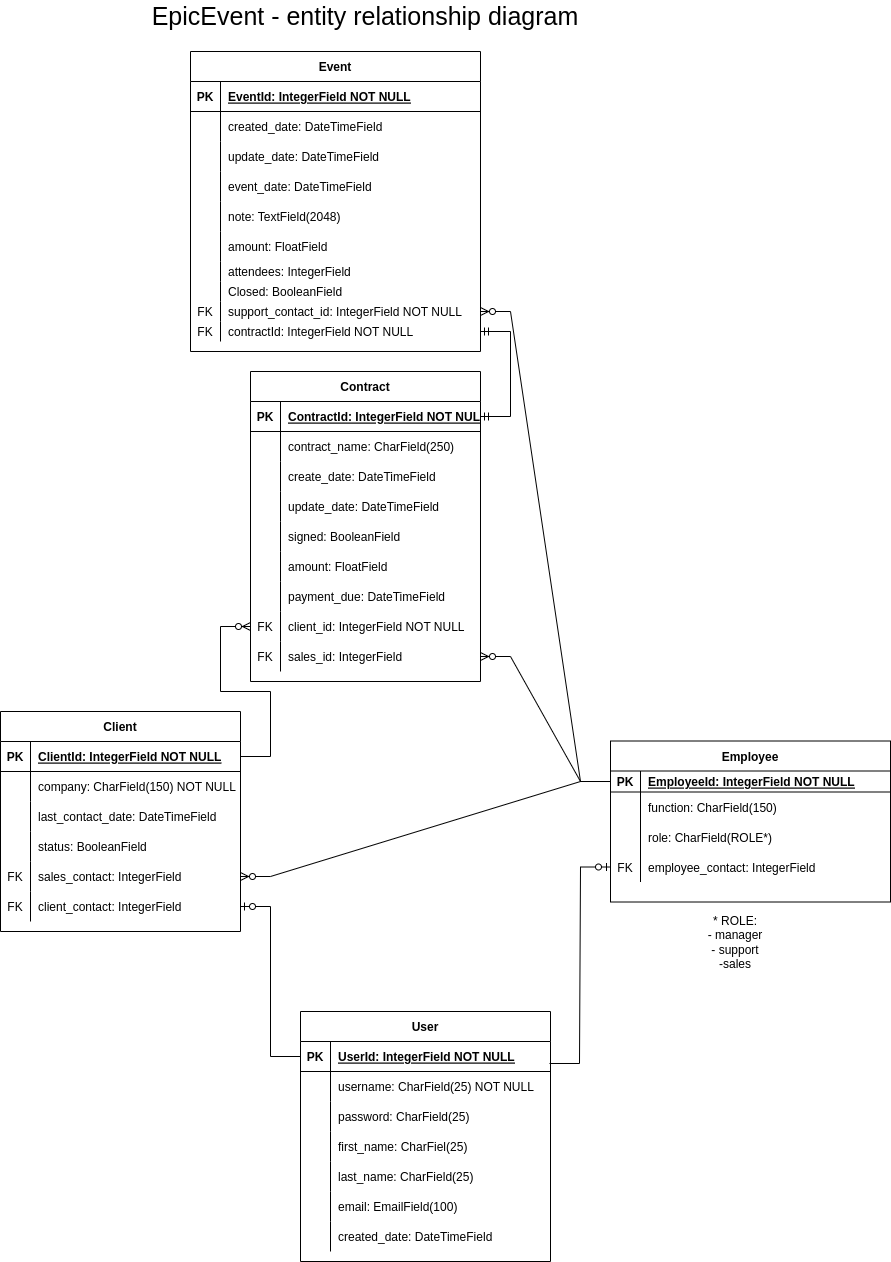 EpicEvent - entity relationship diagram
Event
PK EventId: IntegerField NOT NULL
created_date: DateTimeField
update_date: DateTimeField
event_date: DateTimeField
note: TextField(2048)
amount: FloatField
attendees: IntegerField
Closed: BooleanField
FK support_contact_id: IntegerField NOT NULL
FK contractId: IntegerField NOT NULL
Contract
PK ContractId: IntegerField NOT NUL
contract_name: CharField(250)
create_date: DateTimeField
update_date: DateTimeField
signed: BooleanField
amount: FloatField
payment_due: DateTimeField
FK client_id: IntegerField NOT NULL
FK sales_id: IntegerField
Client
PK ClientId: IntegerField NOT NULL
company: CharField(150) NOT NULL
last_contact_date: DateTimeField
status: BooleanField
FK sales_contact: IntegerField
FK client_contact: IntegerField
Employee
PK EmployeeId: IntegerField NOT NULL
function: CharField(150)
role: CharField(ROLE*)
FK employee_contact: IntegerField
* ROLE:
- manager
- support
-sales
User
PK UserId: IntegerField NOT NULL
username: CharField(25) NOT NULL
password: CharField(25)
first_name: CharFiel(25)
last_name: CharField(25)
email: EmailField(100)
created_date: DateTimeField